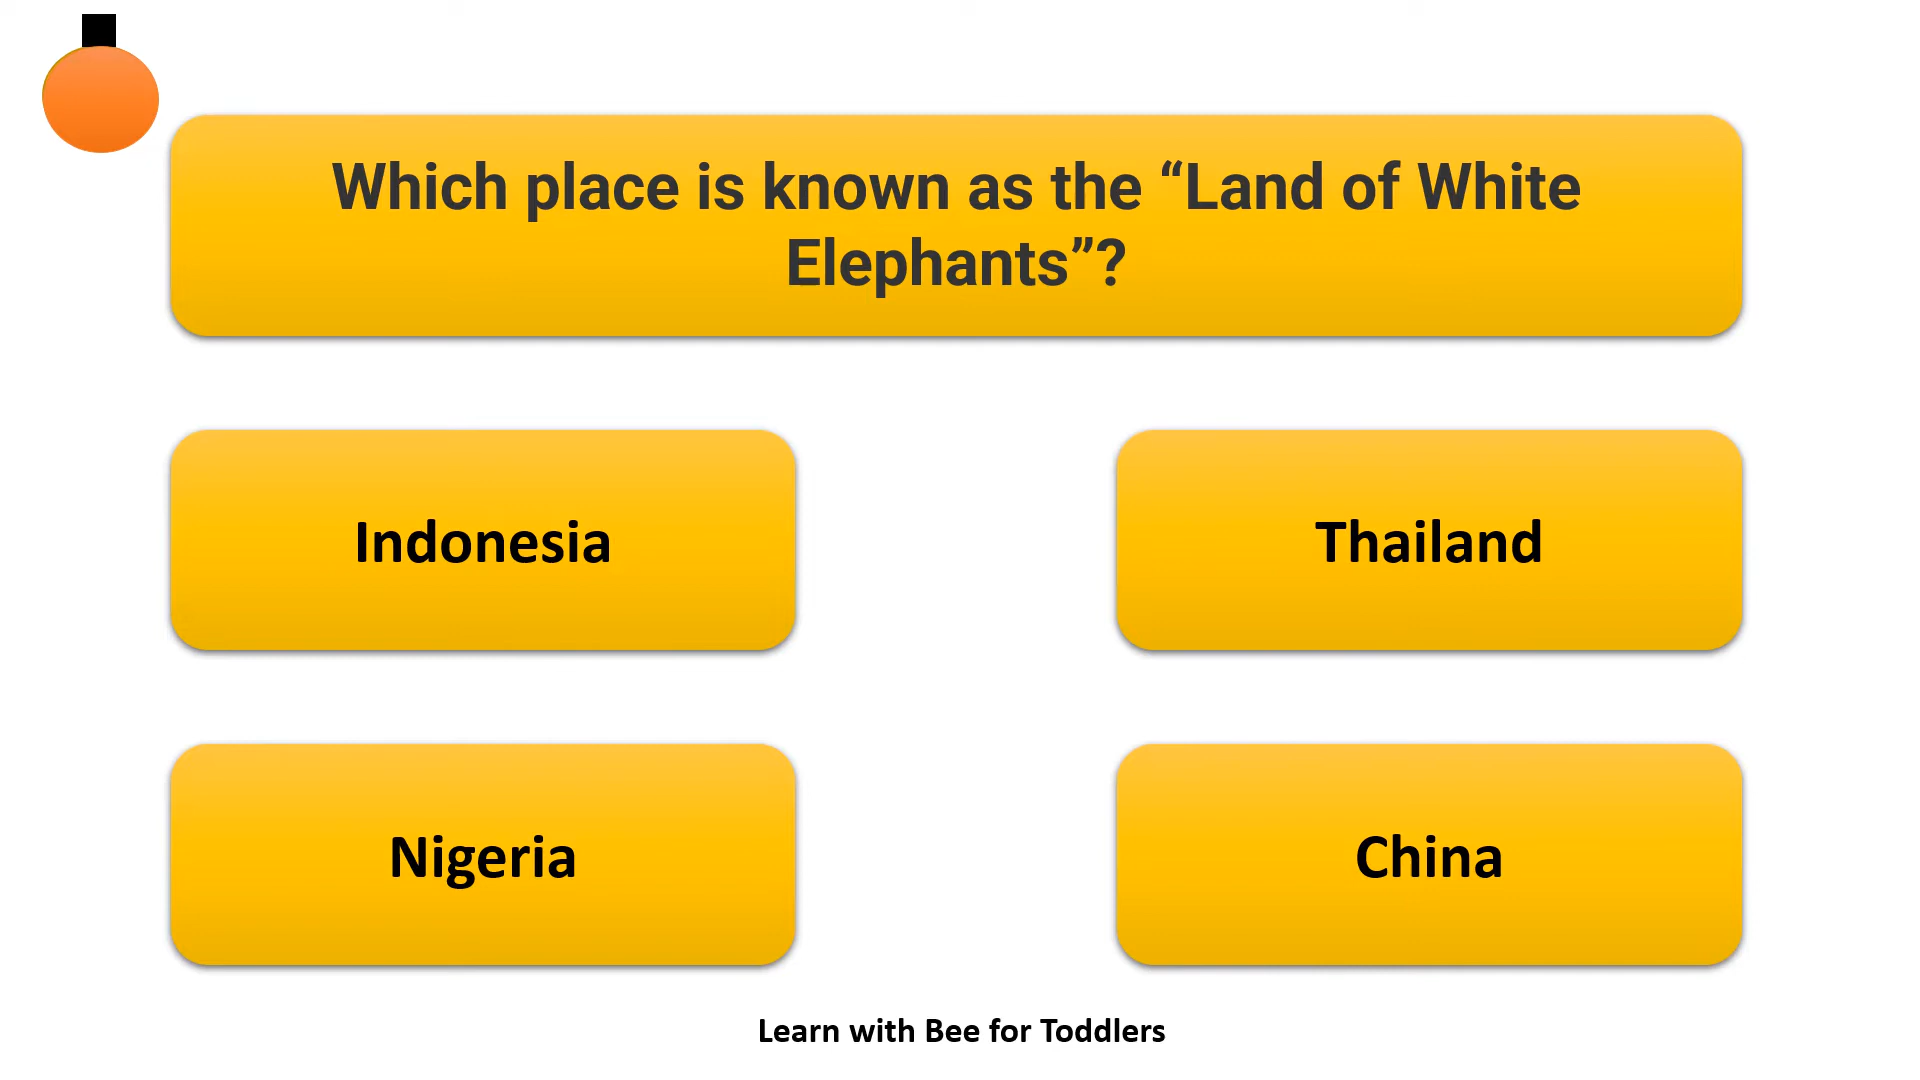 Which place is known as the “Land of White
Elephants”?
Indonesia
Thailand
Nigeria
China
Learn with Bee for Toddlers